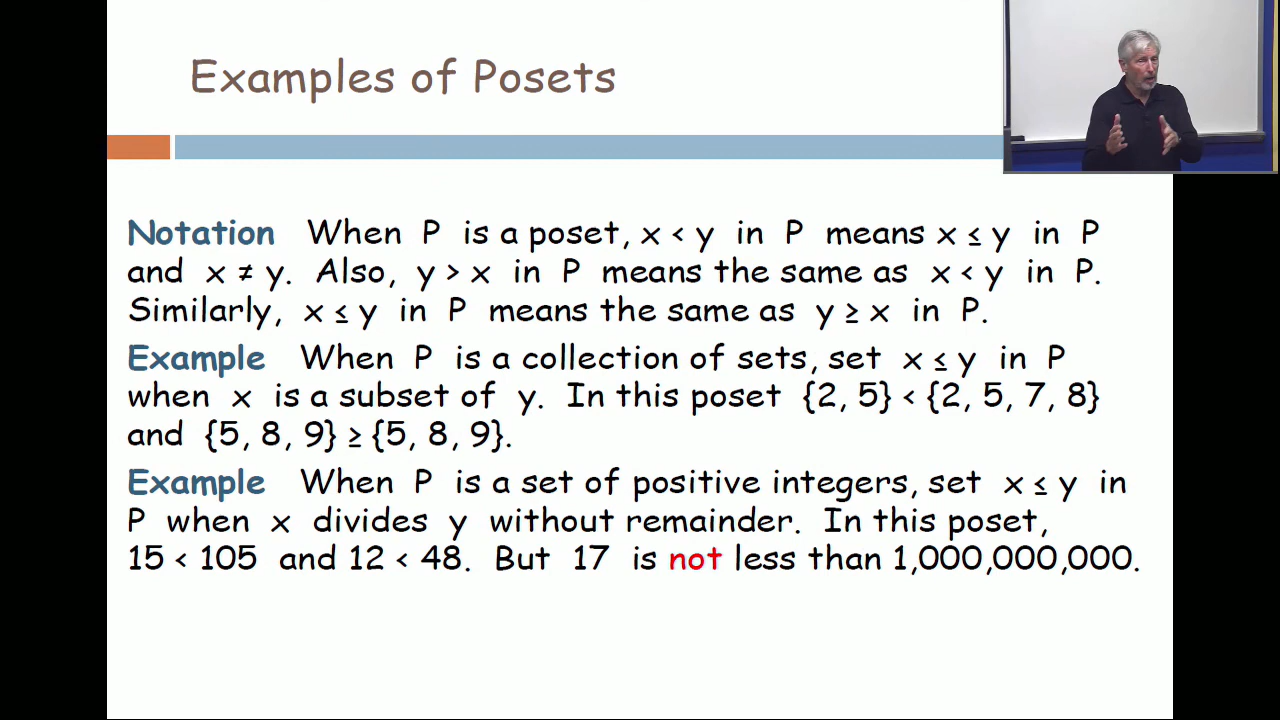 Examples of Posets
Notation When P is a poset, x < y in P means x ≤ y in P
and x ≠ y. Also, y > x in P means the same as x < y in P.
Similarly, x ≤ y in P means the same as y ≥ x in P.
Example When P is a collection of sets, set x ≤ y in P
when x is a subset of y. In this poset {2, 5} < {2, 5, 7, 8}
and {5, 8, 9} ≥ {5, 8, 9}.
Example When P is a set of positive integers, set x ≤ y in
P when x divides y without remainder. In this poset,
15 < 105 and 12 < 48. But 17 is not less than 1,000,000,000.